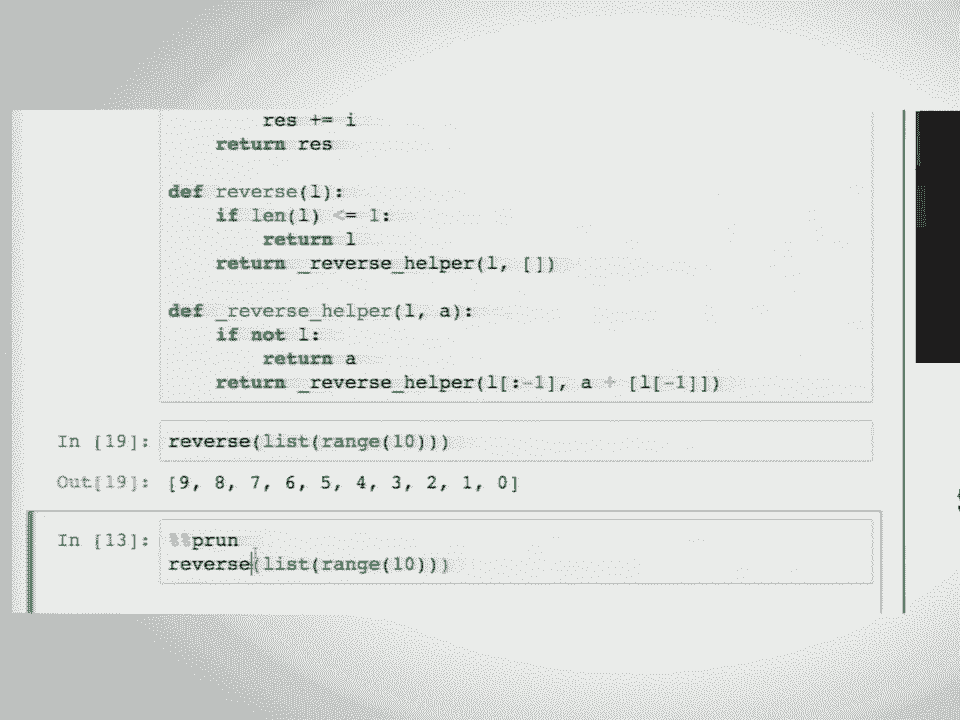 res += i
return res
def reverse(l):
if len(l) <= 1:
return l
return _reverse_helper(l, [])
def _reverse_helper(l, a):
if not l:
return a
return _reverse_helper(l[:-1], a + [l[-1]])
In [19]: reverse(list(range(10)))
Out[19]: [9, 8, 7, 6, 5, 4, 3, 2, 1, 0]
In [13]: %%prun
reverse(list(range(10)))